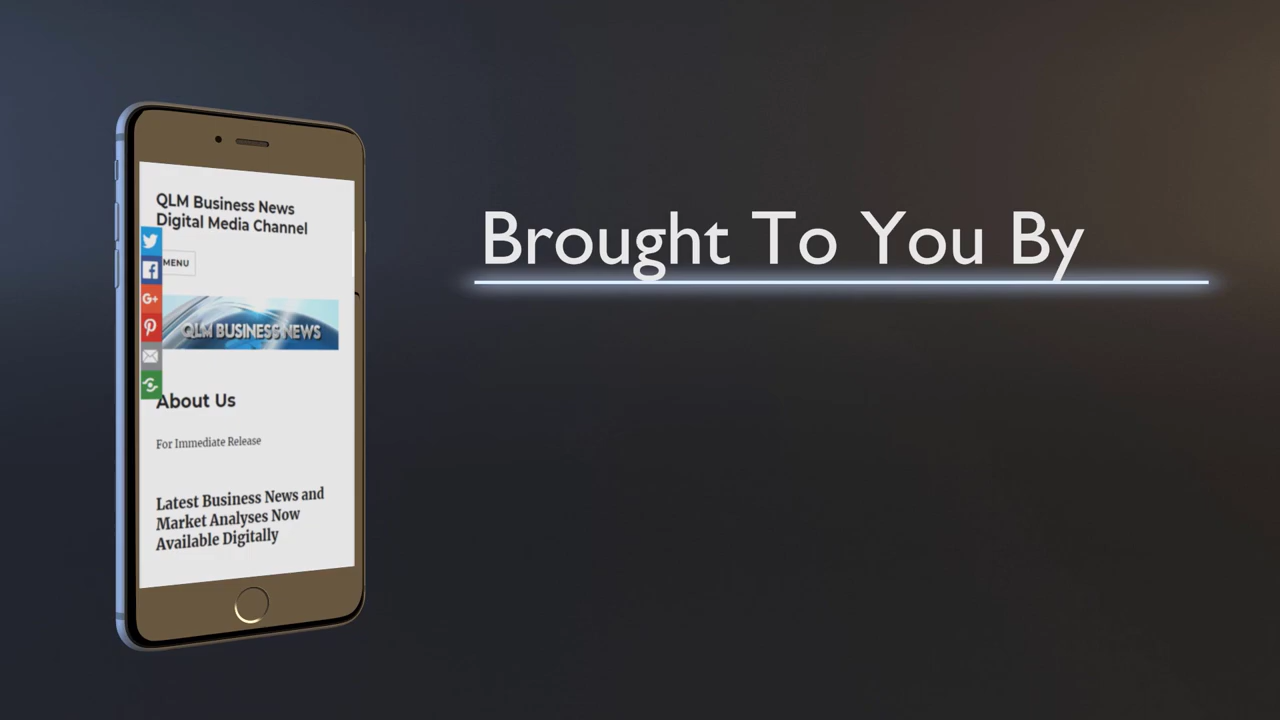 QLM Business News
Digital Media Channel
MENU
QLM BUSINESS NEWS
About Us
For Immediate Release
Latest Business News and
Market Analyses Now
Available Digitally
Brought To You By